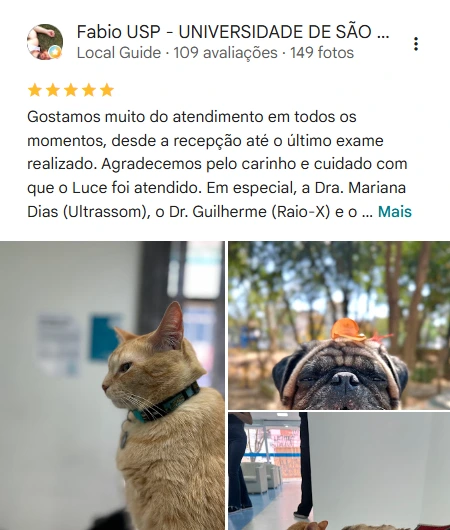 Fabio USP - UNIVERSIDADE DE SÃO ...
Local Guide · 109 avaliações · 149 fotos
Gostamos muito do atendimento em todos os
momentos, desde a recepção até o último exame
realizado. Agradecemos pelo carinho e cuidado com
que o Luce foi atendido. Em especial, a Dra. Mariana
Dias (Ultrassom), o Dr. Guilherme (Raio-X) e o ... Mais